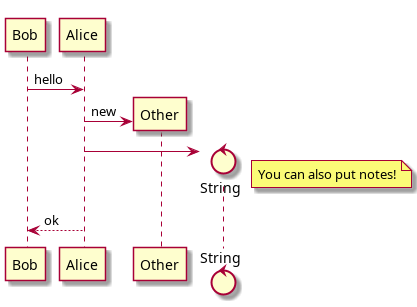 Bob Alice
hello
new
Other
String
You can also put notes!
ok
Bob Alice Other String